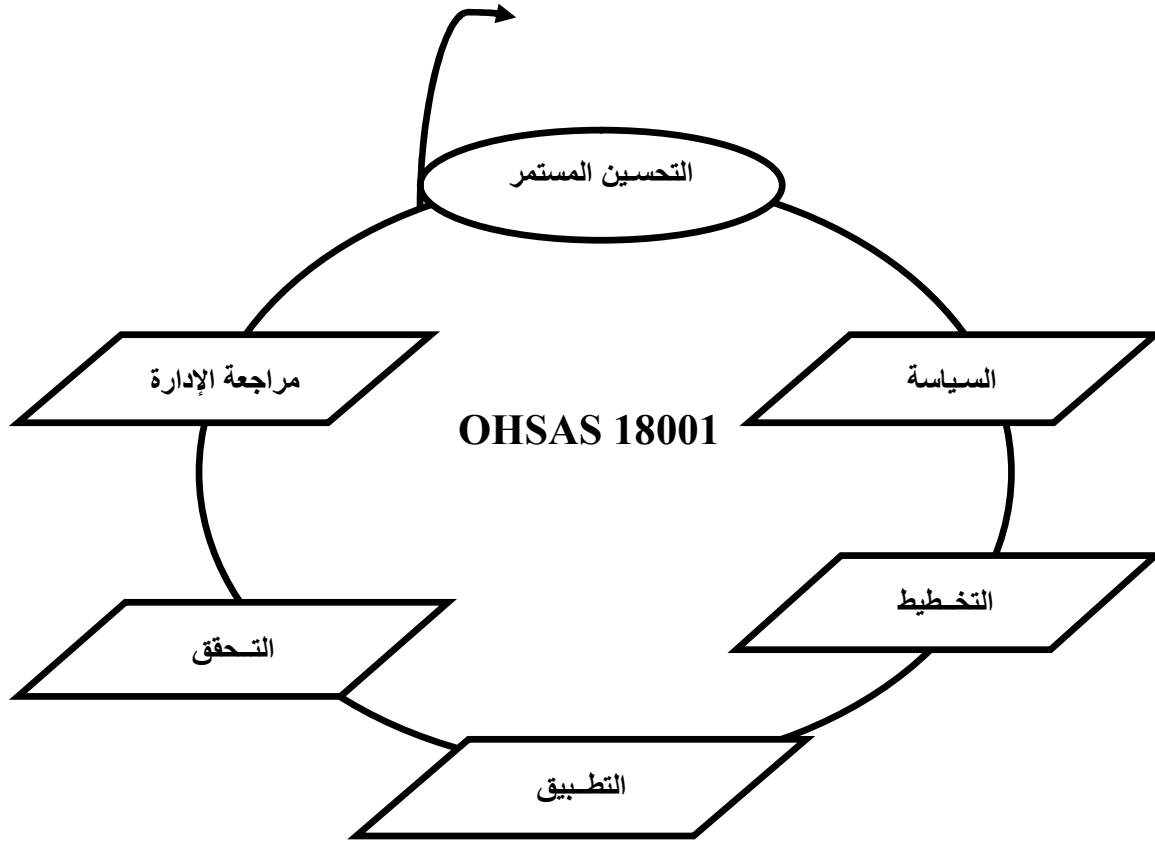 التحسين المستمر
السياسة
مراجعة الإدارة
OHSAS 18001
التخطيط
التحقق
التطبيق